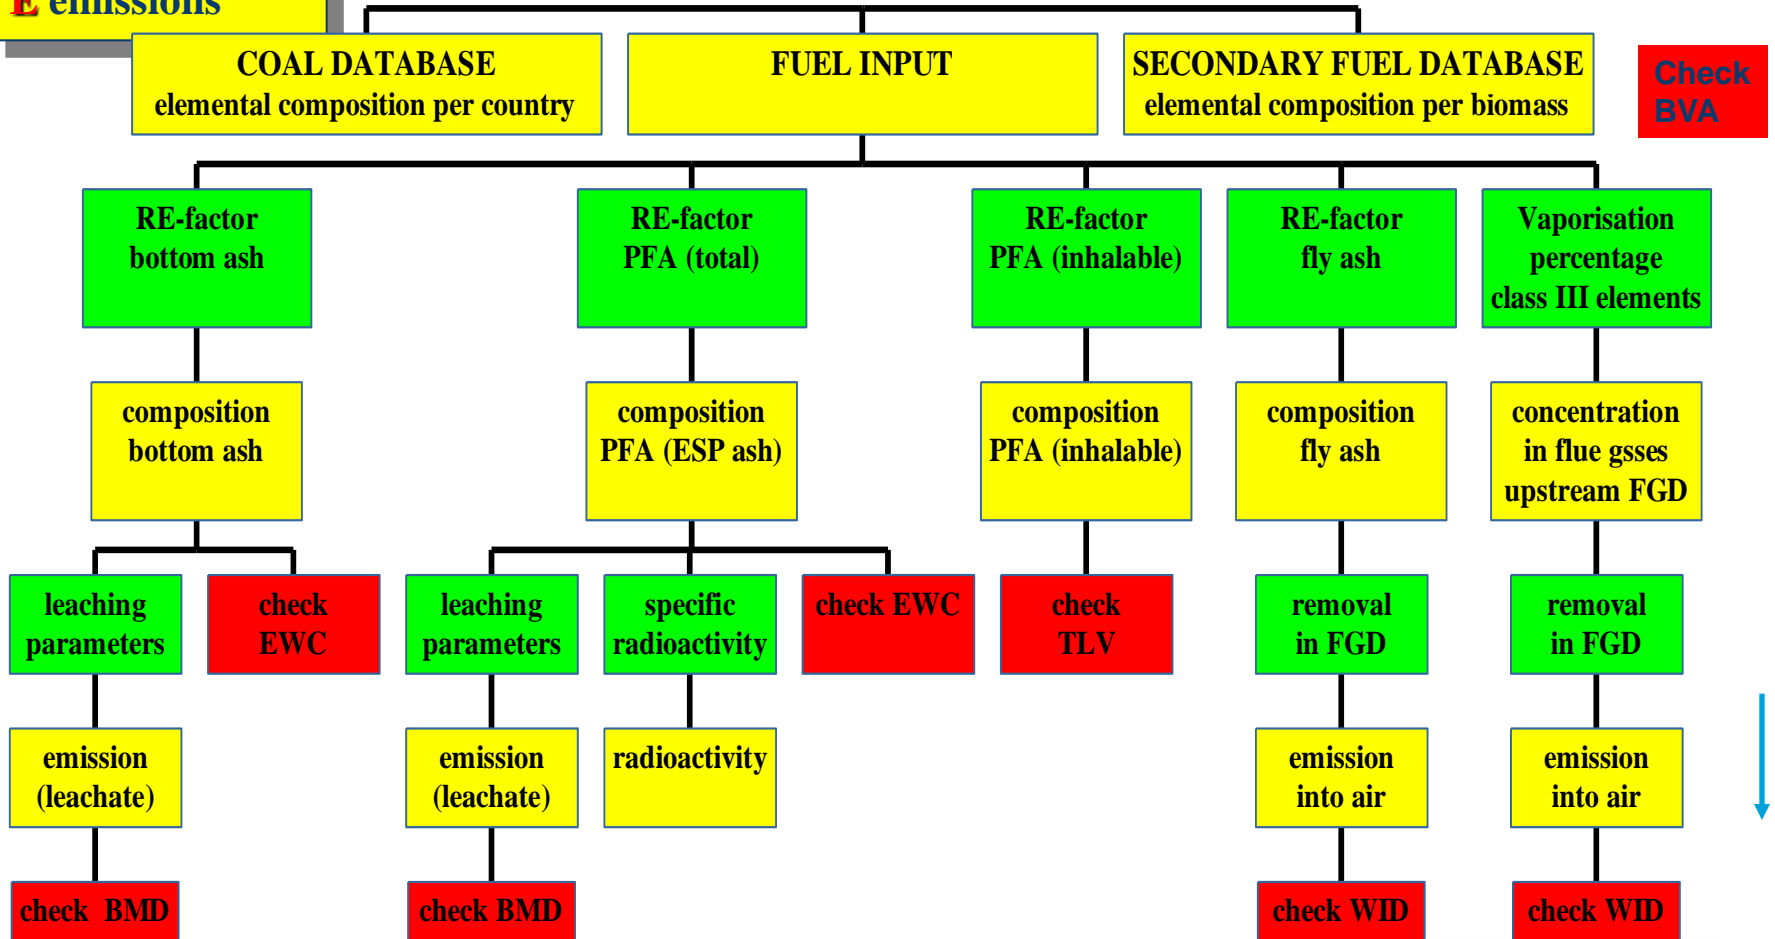 E emissions
COAL DATABASE
elemental composition per country
FUEL INPUT
SECONDARY FUEL DATABASE
elemental composition per biomass
Check
BVA
RE-factor
bottom ash
RE-factor
PFA (total)
RE-factor
PFA (inhalable)
RE-factor
fly ash
Vaporisation
percentage
class III elements
composition
bottom ash
composition
PFA (ESP ash)
composition
PFA (inhalable)
composition
fly ash
concentration
in flue gsses
upstream FGD
leaching
parameters
check
EWC
leaching
parameters
specific
radioactivity
check EWC
check
TLV
removal
in FGD
removal
in FGD
emission
(leachate)
emission
(leachate)
radioactivity
emission
into air
emission
into air
check BMD
check BMD
check WID
check WID